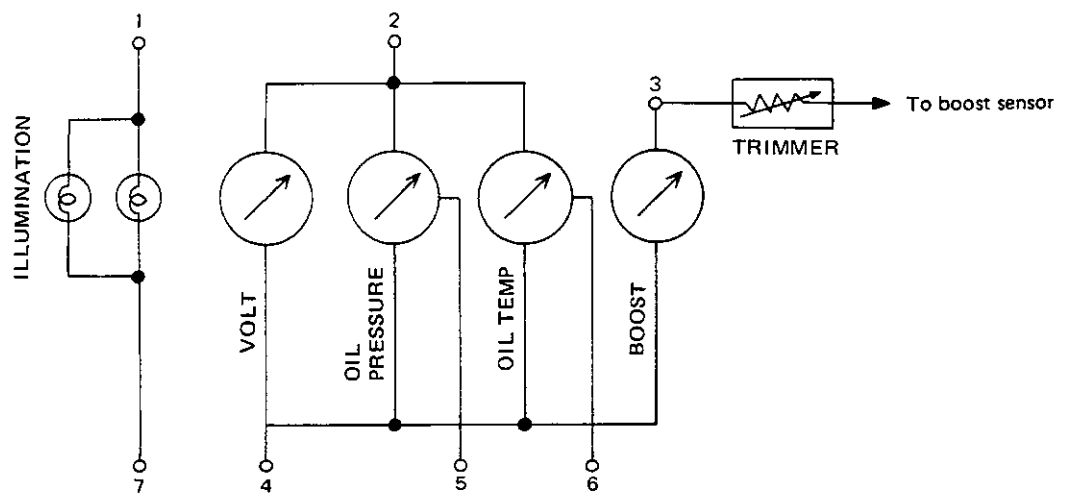 1
2
3
To boost sensor
TRIMMER
ILLUMINATION
VOLT
OIL
PRESSURE
OIL TEMP
BOOST
7
4
5
6